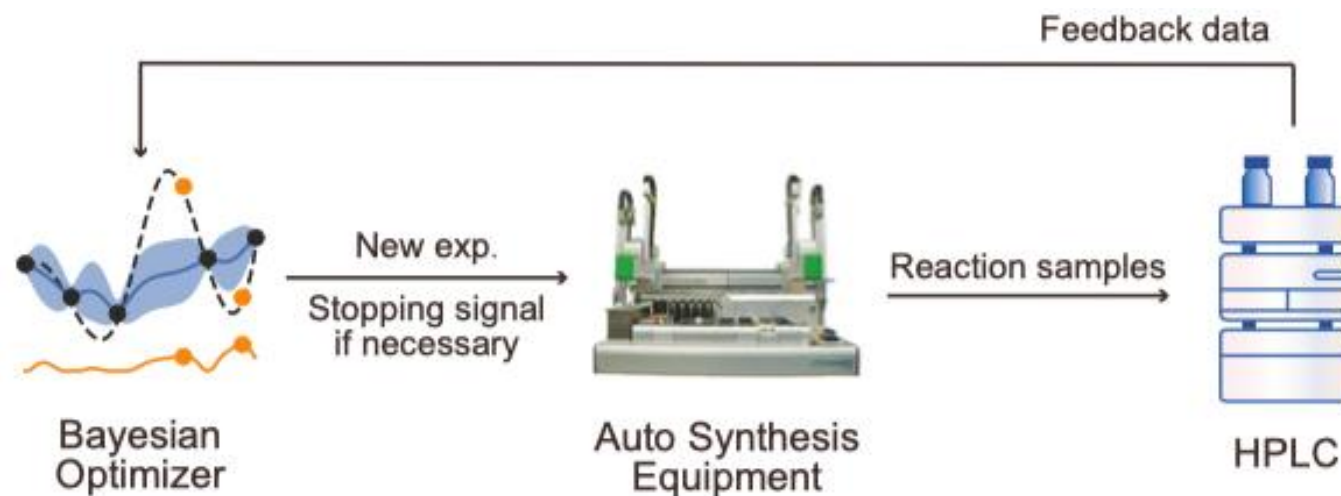 Feedback data
New exp.
Stopping signal
if necessary
Reaction samples
Bayesian
Optimizer
Auto Synthesis
Equipment
HPLC